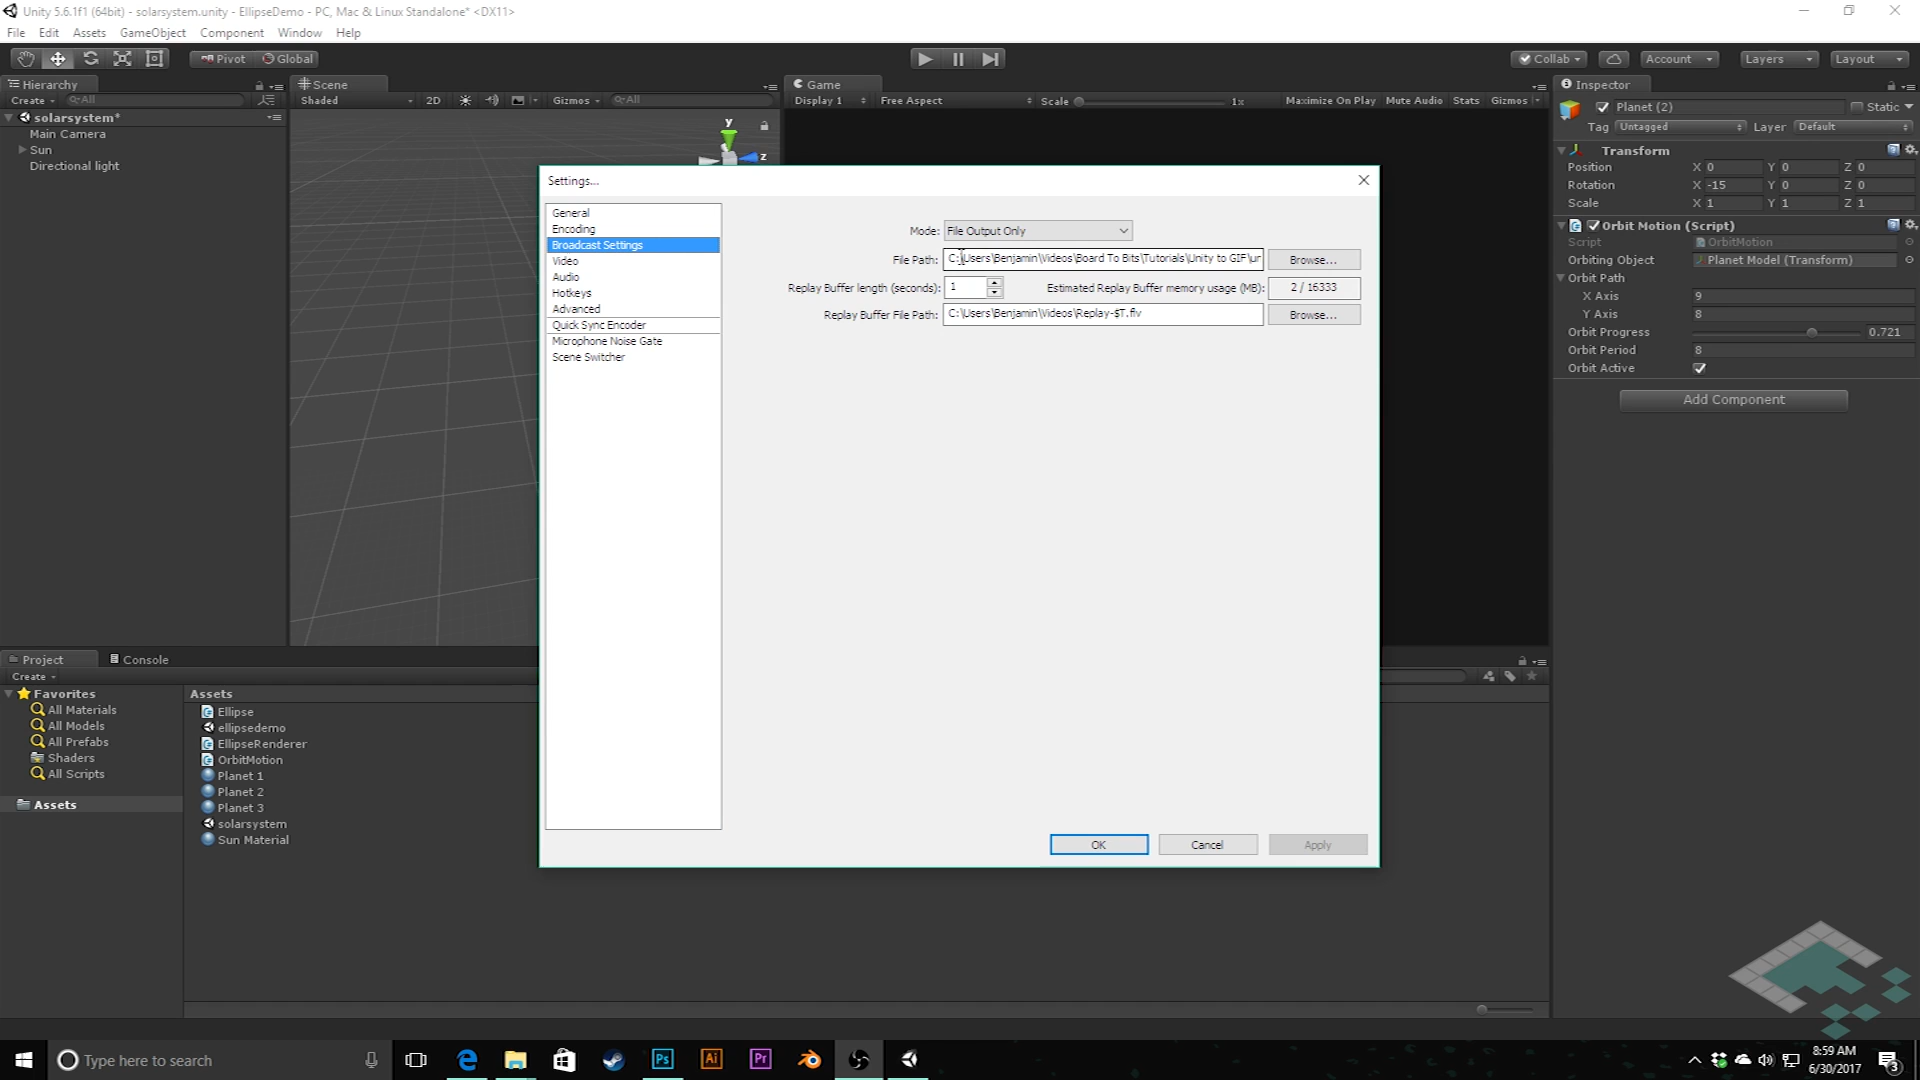 Unity 5.6.1f1 (64bit) - solarsystem.unity - EllipseDemo - PC, Mac & Linux Standalone* <DX11>
File Edit Assets GameObject Component Window Help
Pivot Global Collab Account Layers Layout
Hierarchy
Create All
solarsystem*
Main Camera
Sun
Directional light
Scene
Shaded 2D Gizmos All
y
z
Game
Display 1 Free Aspect Scale 1x Maximize On Play Mute Audio Stats Gizmos
Settings...
General
Encoding
Broadcast Settings
Video
Audio
Hotkeys
Advanced
Quick Sync Encoder
Microphone Noise Gate
Scene Switcher
Mode: File Output Only
File Path: C:\Users\Benjamin\Videos\Board To Bits\Tutorials\Unity to GIF\ur Browse...
Replay Buffer length (seconds): 1 Estimated Replay Buffer memory usage (MB): 2 / 16333
Replay Buffer File Path: C:\Users\Benjamin\Videos\Replay-$T.flv Browse...
OK Cancel Apply
Inspector
Planet (2) Static
Tag Untagged Layer Default
Transform
Position X 0 Y 0 Z 0
Rotation X -15 Y 0 Z 0
Scale X 1 Y 1 Z 1
Orbit Motion (Script)
Script OrbitMotion
Orbiting Object Planet Model (Transform)
Orbit Path
X Axis 9
Y Axis 8
Orbit Progress 0.721
Orbit Period 8
Orbit Active
Add Component
Project Console
Create
Favorites
All Materials
All Models
All Prefabs
Shaders
All Scripts
Assets
Assets
Ellipse
ellipsedemo
EllipseRenderer
OrbitMotion
Planet 1
Planet 2
Planet 3
solarsystem
Sun Material
Type here to search
Ps
Ai
Pr
8:59 AM
6/30/2017
3